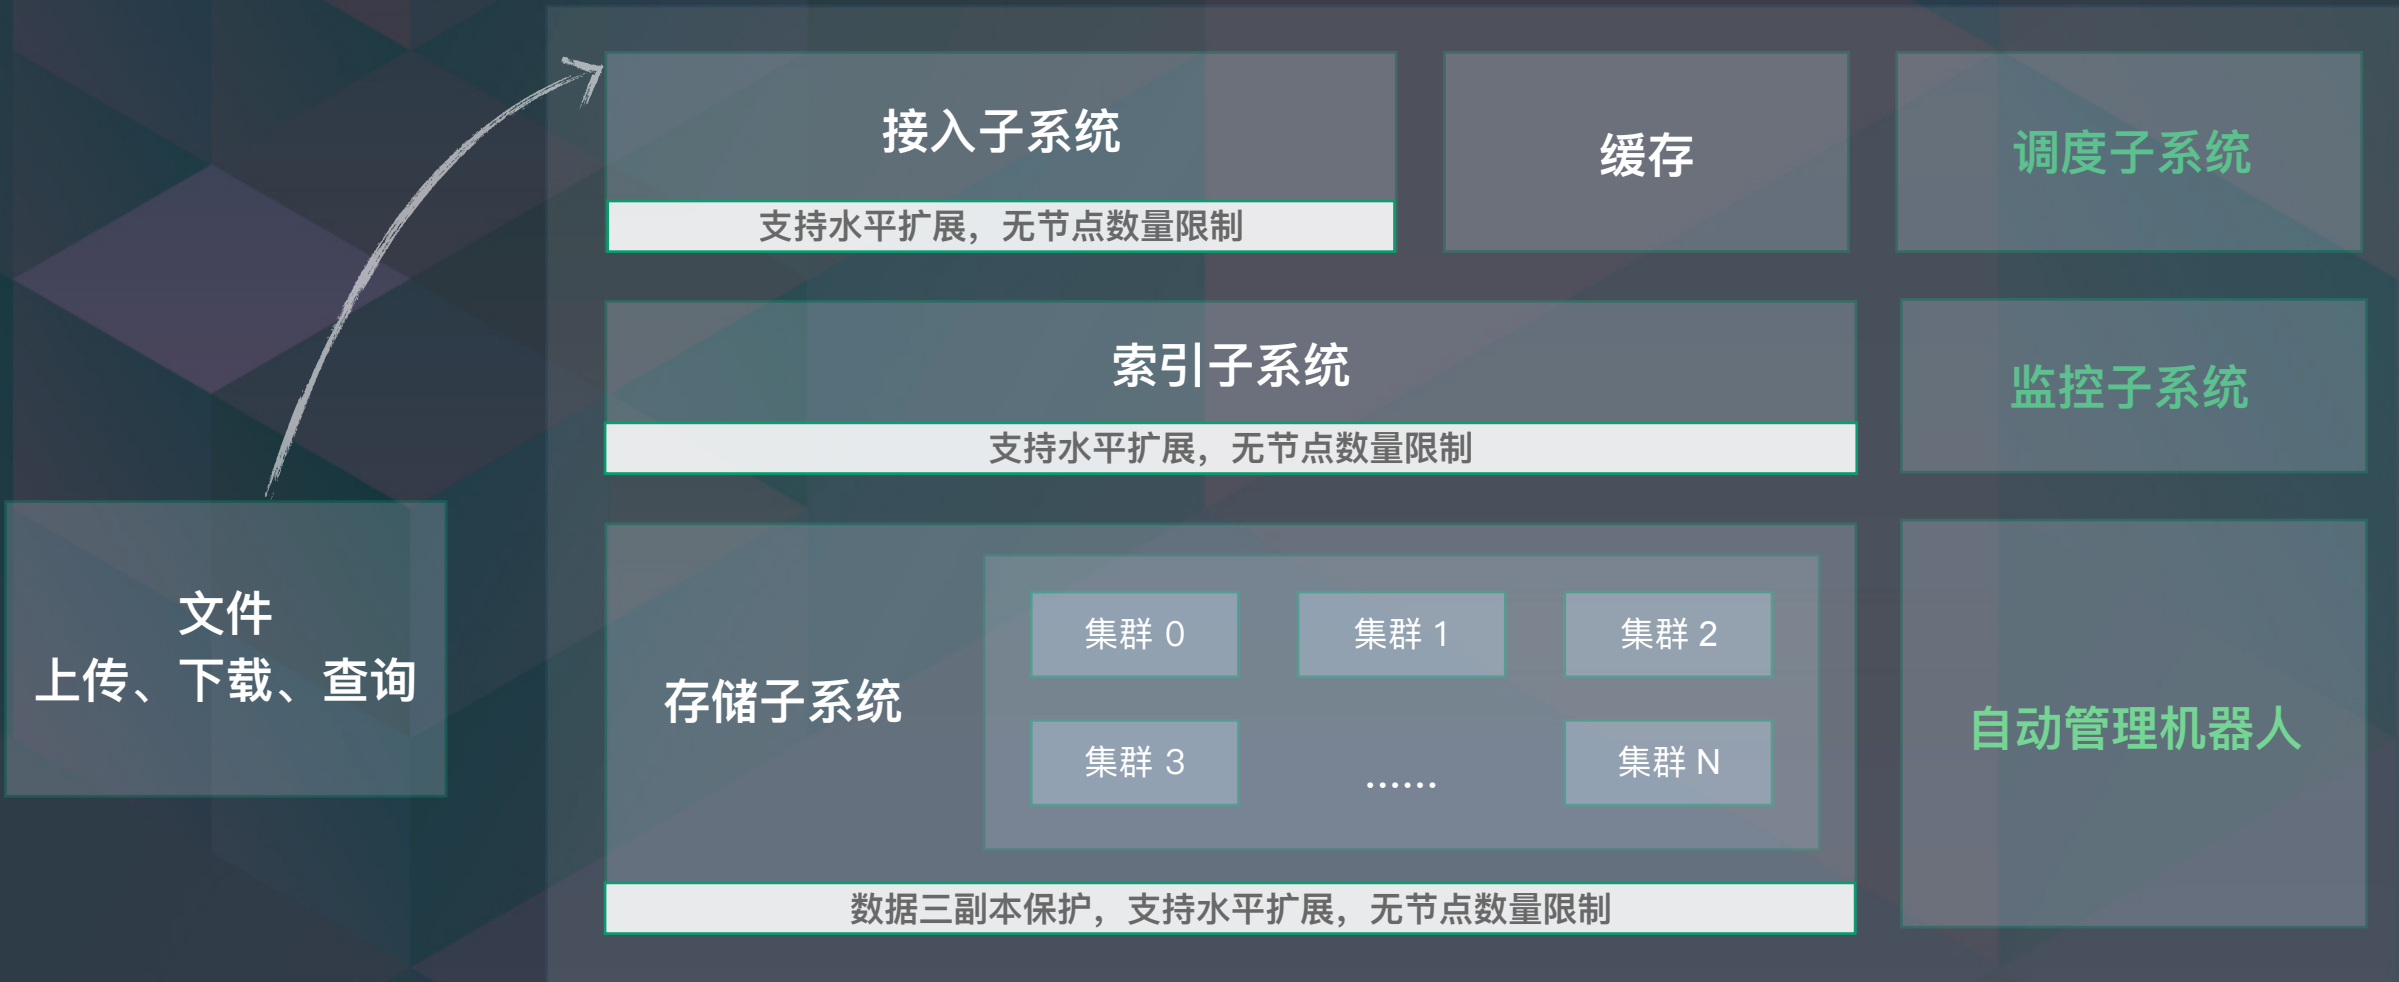 接入子系统
支持水平扩展，无节点数量限制
缓存
调度子系统
索引子系统
支持水平扩展，无节点数量限制
监控子系统
文件
上传、下载、查询
存储子系统
集群 0
集群 1
集群 2
集群 3
……
集群 N
数据三副本保护，支持水平扩展，无节点数量限制
自动管理机器人